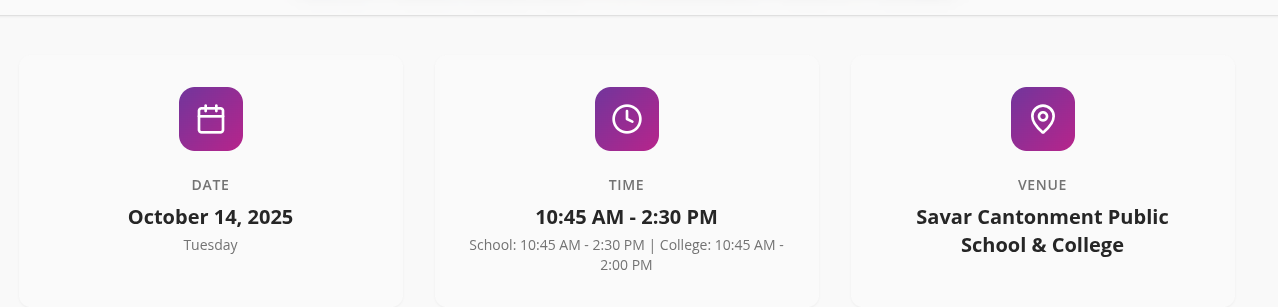 DATE
October 14, 2025
Tuesday
TIME
10:45 AM - 2:30 PM
School: 10:45 AM - 2:30 PM | College: 10:45 AM -
2:00 PM
VENUE
Savar Cantonment Public
School & College